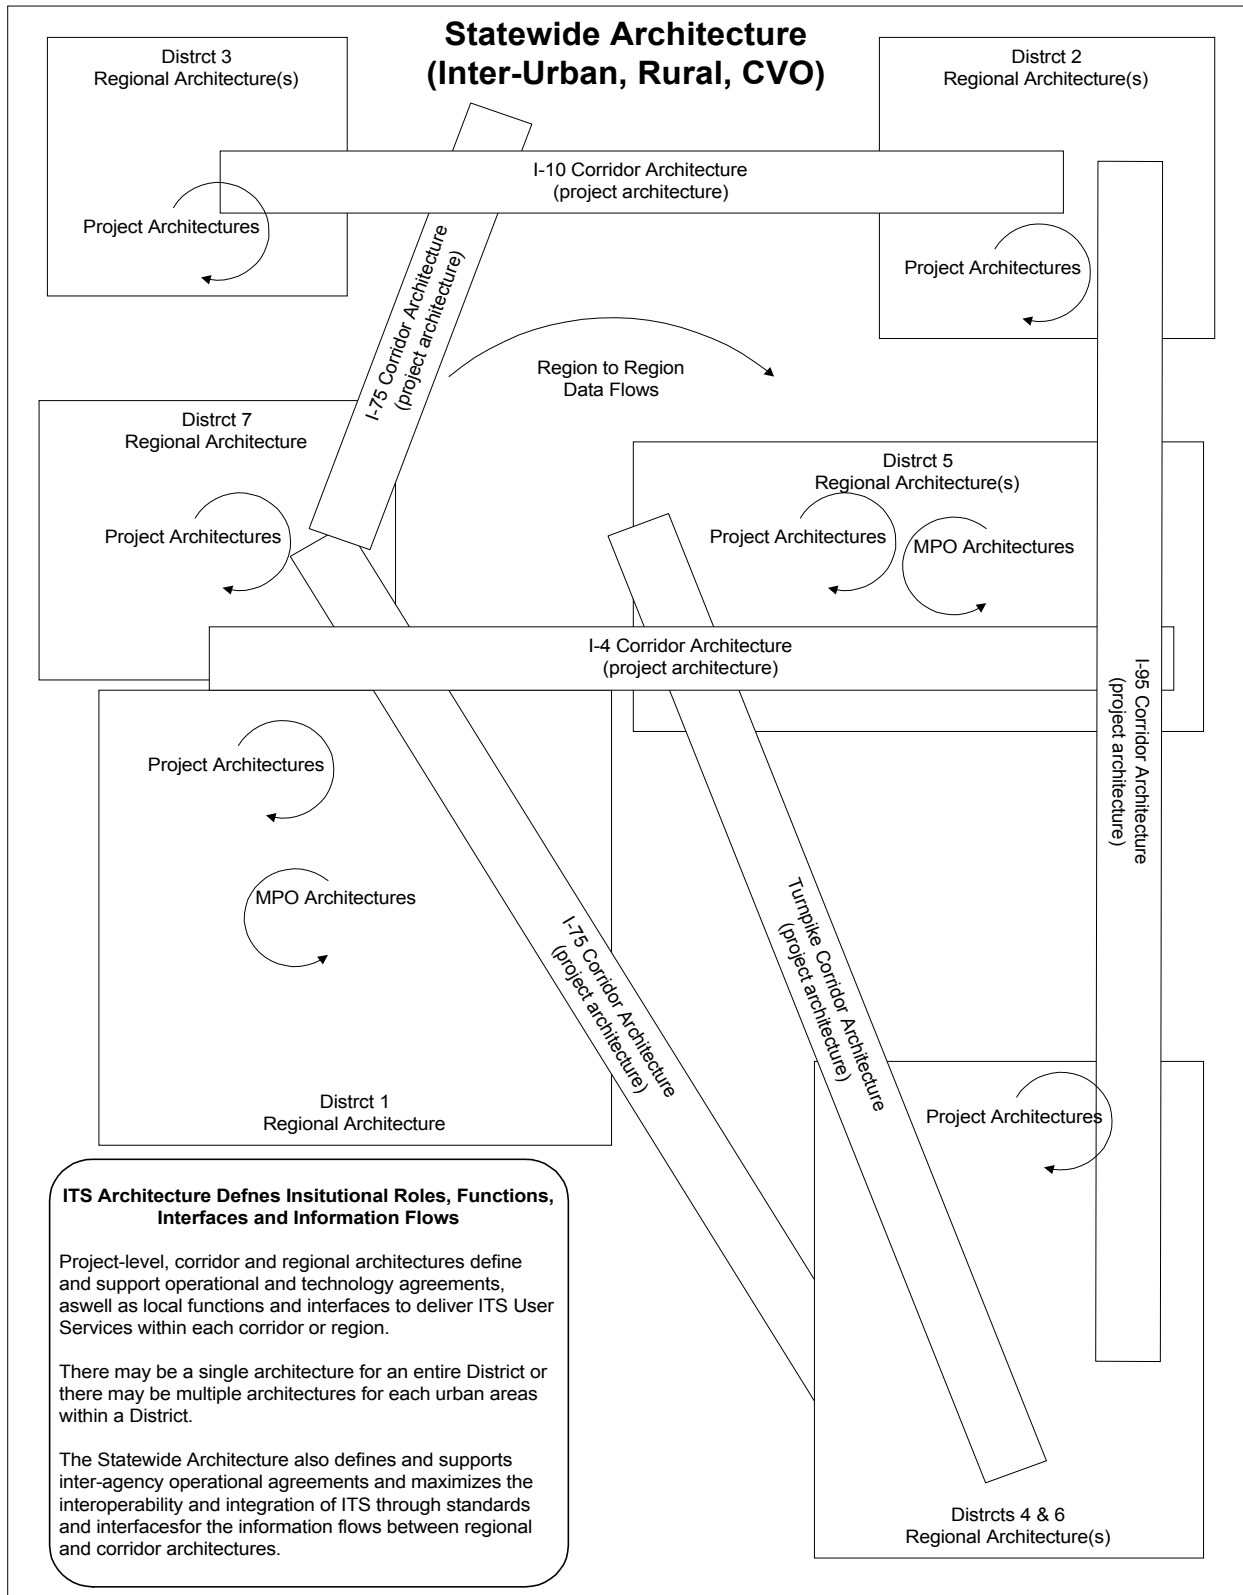 Statewide Architecture
(Inter-Urban, Rural, CVO)
Distrct 3
Regional Architecture(s)
Distrct 2
Regional Architecture(s)
I-10 Corridor Architecture
(project architecture)
Project Architectures
Project Architectures
I-75 Corridor Architecture
(project architecture)
Region to Region
Data Flows
Distrct 7
Regional Architecture
Distrct 5
Regional Architecture(s)
Project Architectures
Project Architectures
MPO Architectures
I-4 Corridor Architecture
(project architecture)
I-95 Corridor Architecture
(project architecture)
Project Architectures
MPO Architectures
I-75 Corridor Architecture
(project architecture)
Turnpike Corridor Architecture
(project architecture)
Distrct 1
Regional Architecture
Project Architectures
ITS Architecture Defnes Insitutional Roles, Functions,
Interfaces and Information Flows
Project-level, corridor and regional architectures define
and support operational and technology agreements,
aswell as local functions and interfaces to deliver ITS User
Services within each corridor or region.
There may be a single architecture for an entire District or
there may be multiple architectures for each urban areas
within a District.
The Statewide Architecture also defines and supports
inter-agency operational agreements and maximizes the
interoperability and integration of ITS through standards
and interfacesfor the information flows between regional
and corridor architectures.
Distrcts 4 & 6
Regional Architecture(s)